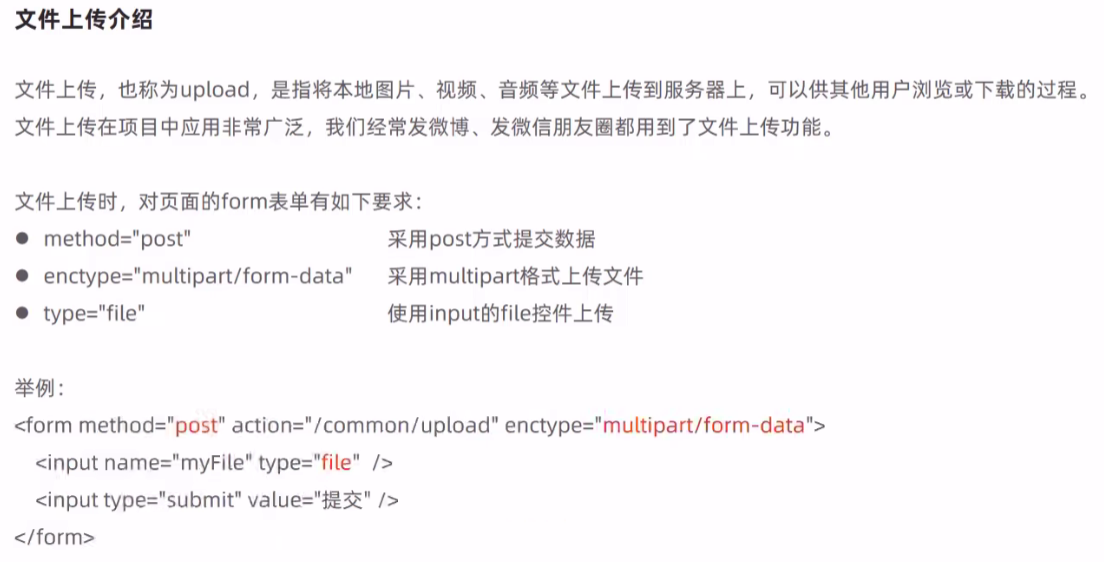 文件上传介绍
文件上传，也称为upload，是指将本地图片、视频、音频等文件上传到服务器上，可以供其他用户浏览或下载的过程。
文件上传在项目中应用非常广泛，我们经常发微博、发微信朋友圈都用到了文件上传功能。
文件上传时，对页面的form表单有如下要求：
● method="post" 采用post方式提交数据
● enctype="multipart/form-data" 采用multipart格式上传文件
● type="file" 使用input的file控件上传
举例：
<form method="post" action="/common/upload" enctype="multipart/form-data">
<input name="myFile" type="file" />
<input type="submit" value="提交" />
</form>